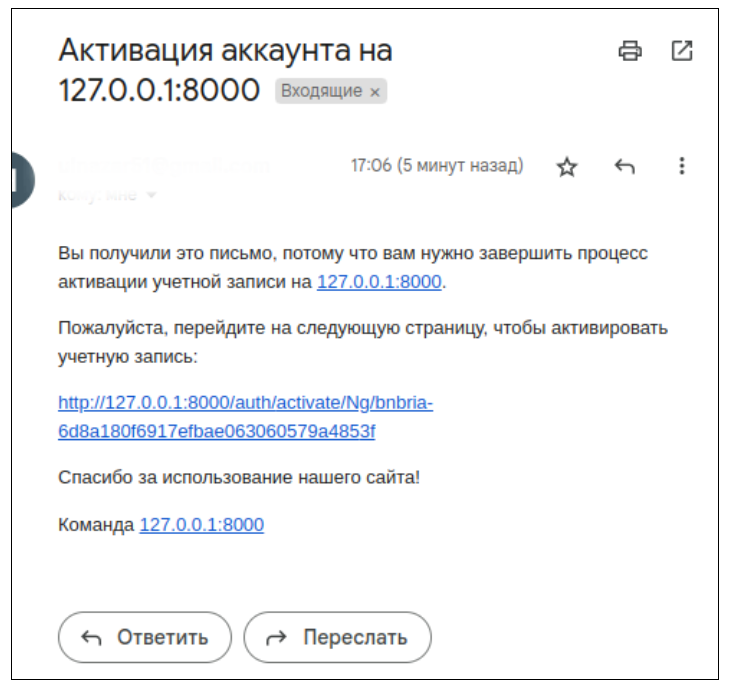 Активация аккаунта на
127.0.0.1:8000 Входящие ×
17:06 (5 минут назад)
кому: мне
Вы получили это письмо, потому что вам нужно завершить процесс
активации учетной записи на 127.0.0.1:8000.
Пожалуйста, перейдите на следующую страницу, чтобы активировать
учетную запись:
http://127.0.0.1:8000/auth/activate/Ng/bnbria-
6d8a180f6917efbae063060579a4853f
Спасибо за использование нашего сайта!
Команда 127.0.0.1:8000
Ответить Переслать